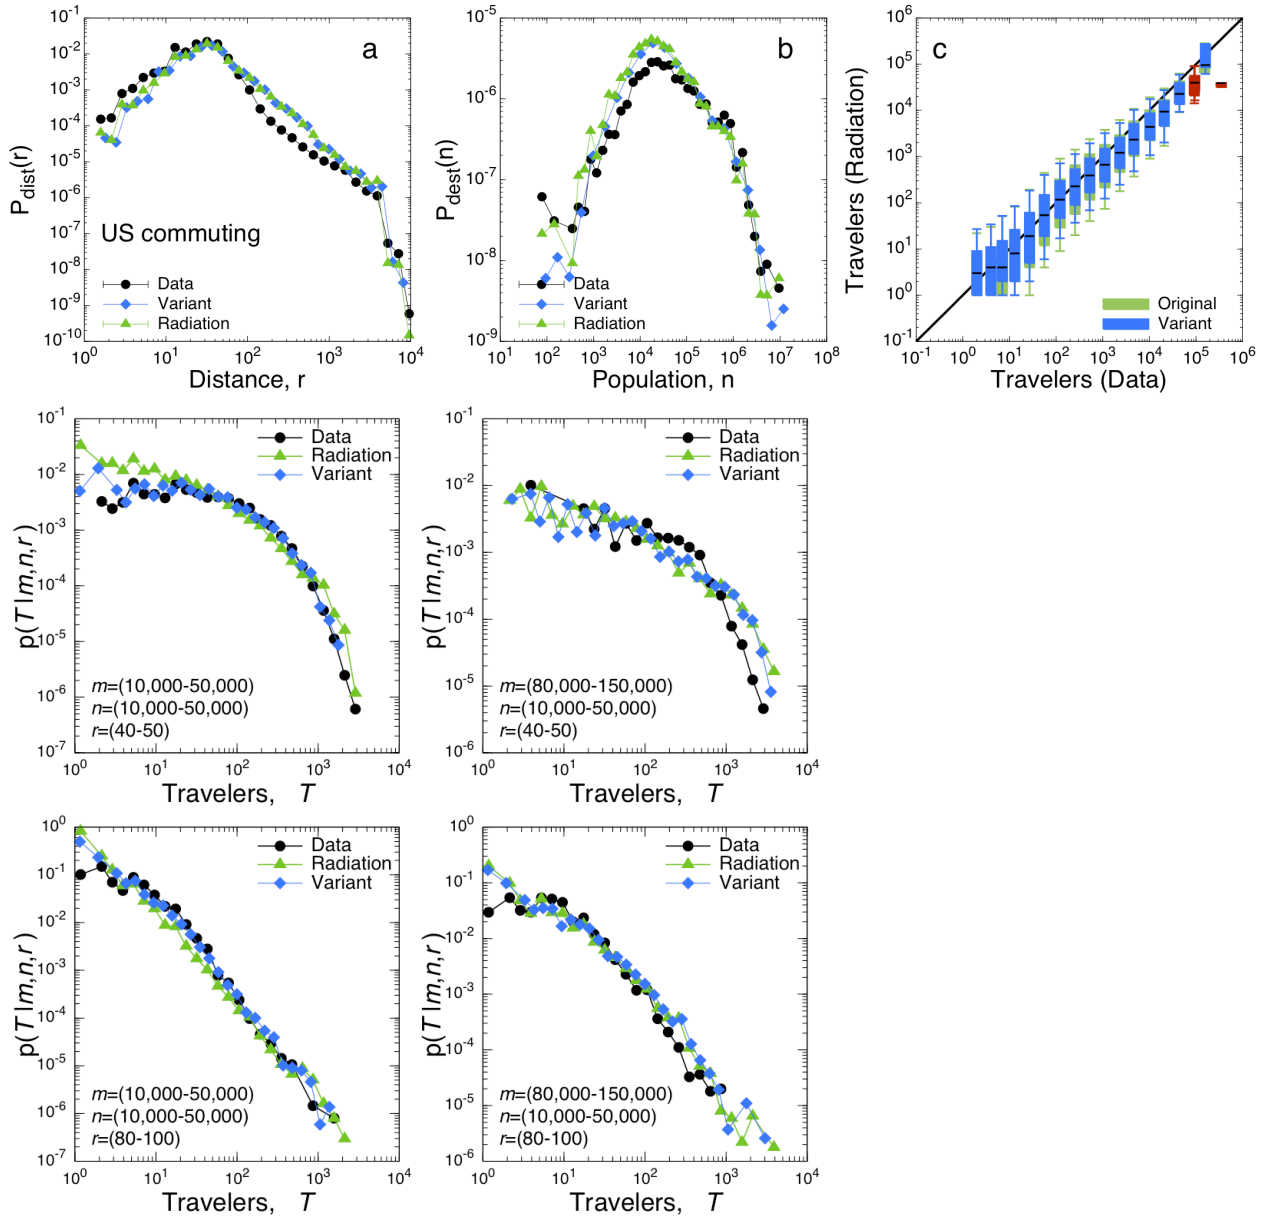 a
P_dist(r)
10^-1
10^-2
10^-3
10^-4
10^-5
10^-6
10^-7
10^-8
10^-9
10^-10
US commuting
Data
Variant
Radiation
10^0 10^1 10^2 10^3 10^4
Distance, r
b
P_dest(n)
10^-5
10^-6
10^-7
10^-8
10^-9
Data
Variant
Radiation
10^1 10^2 10^3 10^4 10^5 10^6 10^7 10^8
Population, n
c
Travelers (Radiation)
10^6
10^5
10^4
10^3
10^2
10^1
10^0
10^-1
Original
Variant
10^-1 10^0 10^1 10^2 10^3 10^4 10^5 10^6
Travelers (Data)
p(T|m,n,r)
10^-1
10^-2
10^-3
10^-4
10^-5
10^-6
10^-7
Data
Radiation
Variant
m=(10,000-50,000)
n=(10,000-50,000)
r=(40-50)
10^0 10^1 10^2 10^3 10^4
Travelers, T
p(T|m,n,r)
10^-1
10^-2
10^-3
10^-4
10^-5
10^-6
Data
Radiation
Variant
m=(80,000-150,000)
n=(10,000-50,000)
r=(40-50)
10^0 10^1 10^2 10^3 10^4
Travelers, T
p(T|m,n,r)
10^0
10^-1
10^-2
10^-3
10^-4
10^-5
10^-6
10^-7
Data
Radiation
Variant
m=(10,000-50,000)
n=(10,000-50,000)
r=(80-100)
10^0 10^1 10^2 10^3 10^4
Travelers, T
p(T|m,n,r)
10^0
10^-1
10^-2
10^-3
10^-4
10^-5
10^-6
Data
Radiation
Variant
m=(80,000-150,000)
n=(10,000-50,000)
r=(80-100)
10^0 10^1 10^2 10^3 10^4
Travelers, T